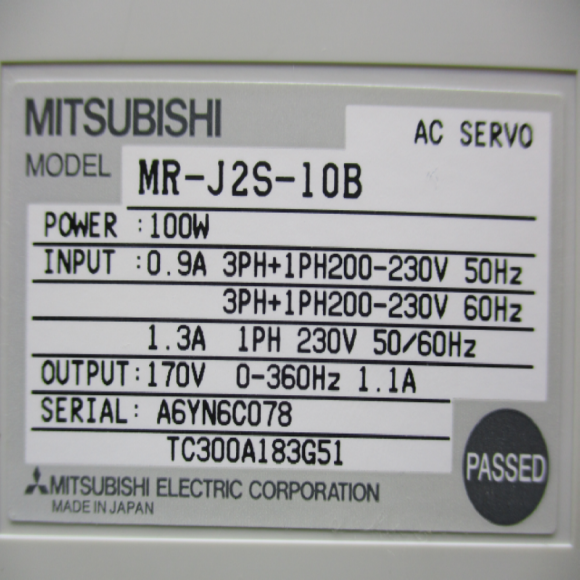 MITSUBISHI
AC SERVO
MODEL MR-J2S-10B
POWER :100W
INPUT :0.9A 3PH+1PH200-230V 50Hz
3PH+1PH200-230V 60Hz
1.3A 1PH 230V 50/60Hz
OUTPUT:170V 0-360Hz 1.1A
SERIAL: A6YN6C078
TC300A183G51
PASSED
MITSUBISHI ELECTRIC CORPORATION
MADE IN JAPAN